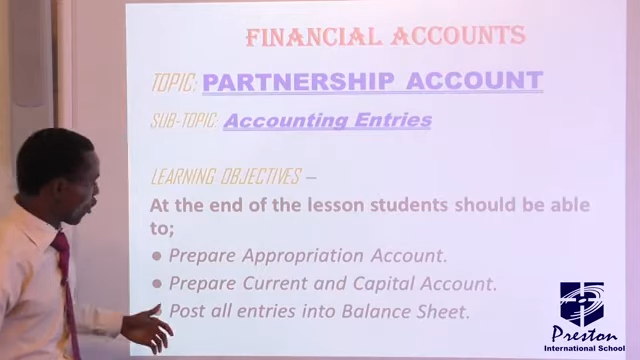 FINANCIAL ACCOUNTS
TOPIC: PARTNERSHIP ACCOUNT
SUB-TOPIC: Accounting Entries
LEARNING OBJECTIVES –
At the end of the lesson students should be able
to;
● Prepare Appropriation Account.
● Prepare Current and Capital Account.
● Post all entries into Balance Sheet.
Preston
International School